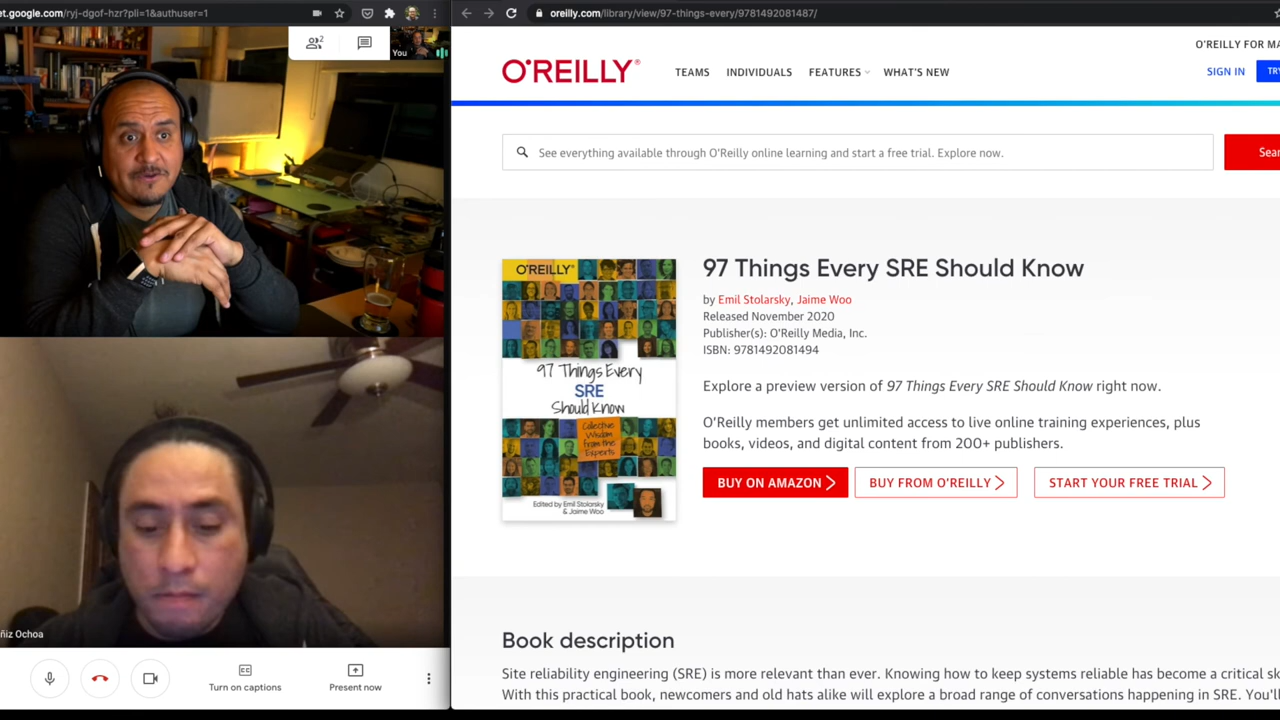 et.google.com/ryj-dgof-hzr?pli=1&authuser=1
2
You
ñiz Ochoa
Turn on captions
Present now
oreilly.com/library/view/97-things-every/9781492081487/
O'REILLY FOR MA
O'REILLY®
TEAMS INDIVIDUALS FEATURES WHAT'S NEW
SIGN IN
TRY
See everything available through O'Reilly online learning and start a free trial. Explore now.
Sear
O'REILLY®
97 Things Every
SRE
Should Know
Collective
Wisdom
from the
Experts
Edited by Emil Stolarsky
& Jaime Woo
97 Things Every SRE Should Know
by Emil Stolarsky, Jaime Woo
Released November 2020
Publisher(s): O'Reilly Media, Inc.
ISBN: 9781492081494
Explore a preview version of 97 Things Every SRE Should Know right now.
O'Reilly members get unlimited access to live online training experiences, plus
books, videos, and digital content from 200+ publishers.
BUY ON AMAZON
BUY FROM O'REILLY
START YOUR FREE TRIAL
Book description
Site reliability engineering (SRE) is more relevant than ever. Knowing how to keep systems reliable has become a critical sk
With this practical book, newcomers and old hats alike will explore a broad range of conversations happening in SRE. You'll